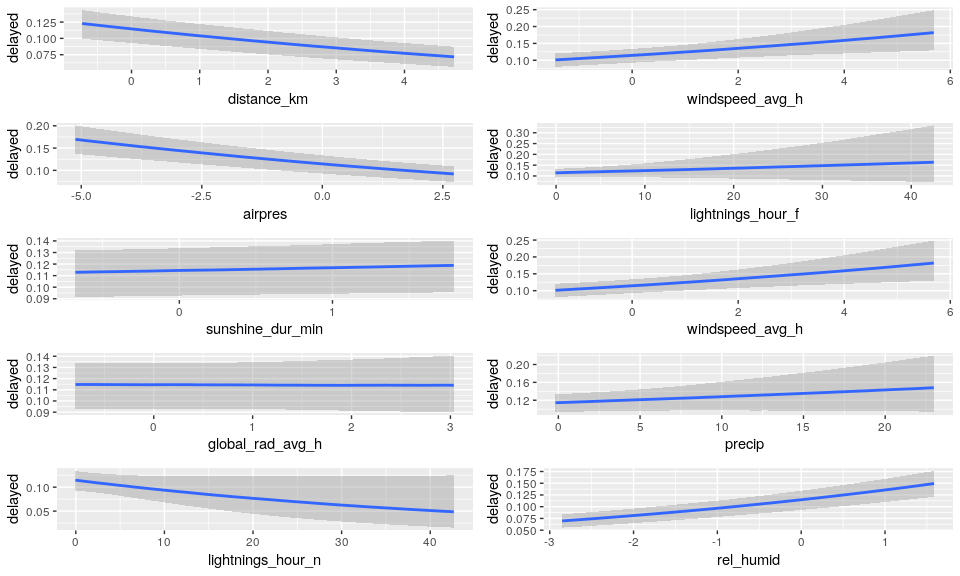 delayed
0.125
0.100
0.075
0 1 2 3 4
distance_km
delayed
0.25
0.20
0.15
0.10
0 2 4 6
windspeed_avg_h
delayed
0.20
0.15
0.10
-5.0 -2.5 0.0 2.5
airpres
delayed
0.30
0.25
0.20
0.15
0.10
0 10 20 30 40
lightnings_hour_f
delayed
0.14
0.13
0.12
0.11
0.10
0.09
0 1
sunshine_dur_min
delayed
0.25
0.20
0.15
0.10
0 2 4 6
windspeed_avg_h
delayed
0.14
0.13
0.12
0.11
0.10
0.09
0 1 2 3
global_rad_avg_h
delayed
0.20
0.16
0.12
0 5 10 15 20
precip
delayed
0.10
0.05
0 10 20 30 40
lightnings_hour_n
delayed
0.175
0.150
0.125
0.100
0.075
0.050
-3 -2 -1 0 1
rel_humid